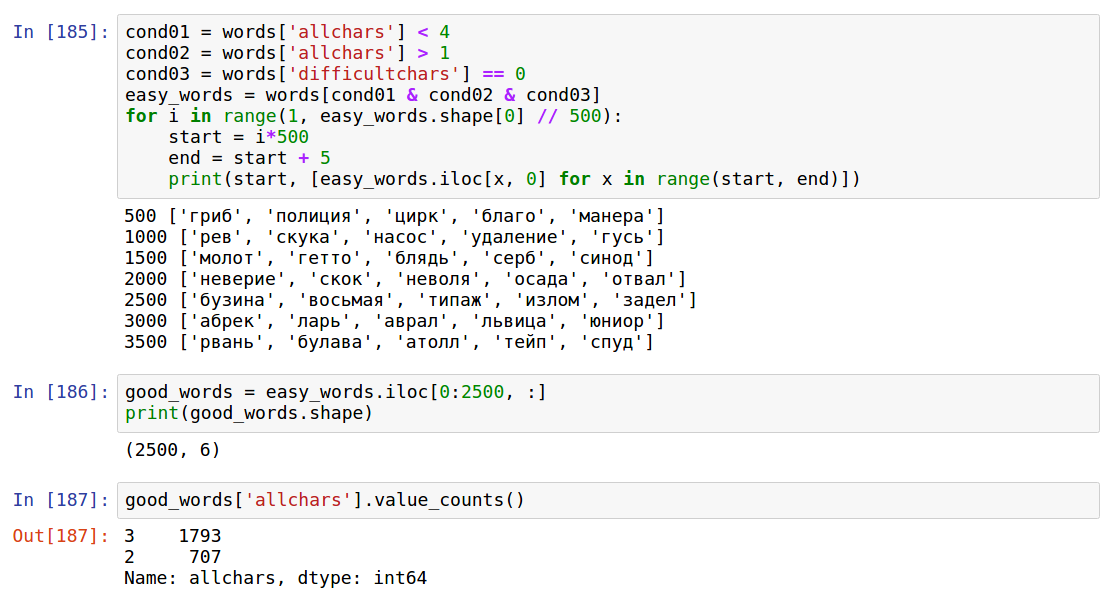 In [185]: cond01 = words['allchars'] < 4
cond02 = words['allchars'] > 1
cond03 = words['difficultchars'] == 0
easy_words = words[cond01 & cond02 & cond03]
for i in range(1, easy_words.shape[0] // 500):
    start = i*500
    end = start + 5
    print(start, [easy_words.iloc[x, 0] for x in range(start, end)])
500 ['гриб', 'полиция', 'цирк', 'благо', 'манера']
1000 ['рев', 'скука', 'насос', 'удаление', 'гусь']
1500 ['молот', 'гетто', 'блядь', 'серб', 'синод']
2000 ['неверие', 'скок', 'неволя', 'осада', 'отвал']
2500 ['бузина', 'восьмая', 'типаж', 'излом', 'задел']
3000 ['абрек', 'ларь', 'аврал', 'львица', 'юниор']
3500 ['рвань', 'булава', 'атолл', 'тейп', 'спуд']
In [186]: good_words = easy_words.iloc[0:2500, :]
print(good_words.shape)
(2500, 6)
In [187]: good_words['allchars'].value_counts()
Out[187]: 3    1793
2     707
Name: allchars, dtype: int64